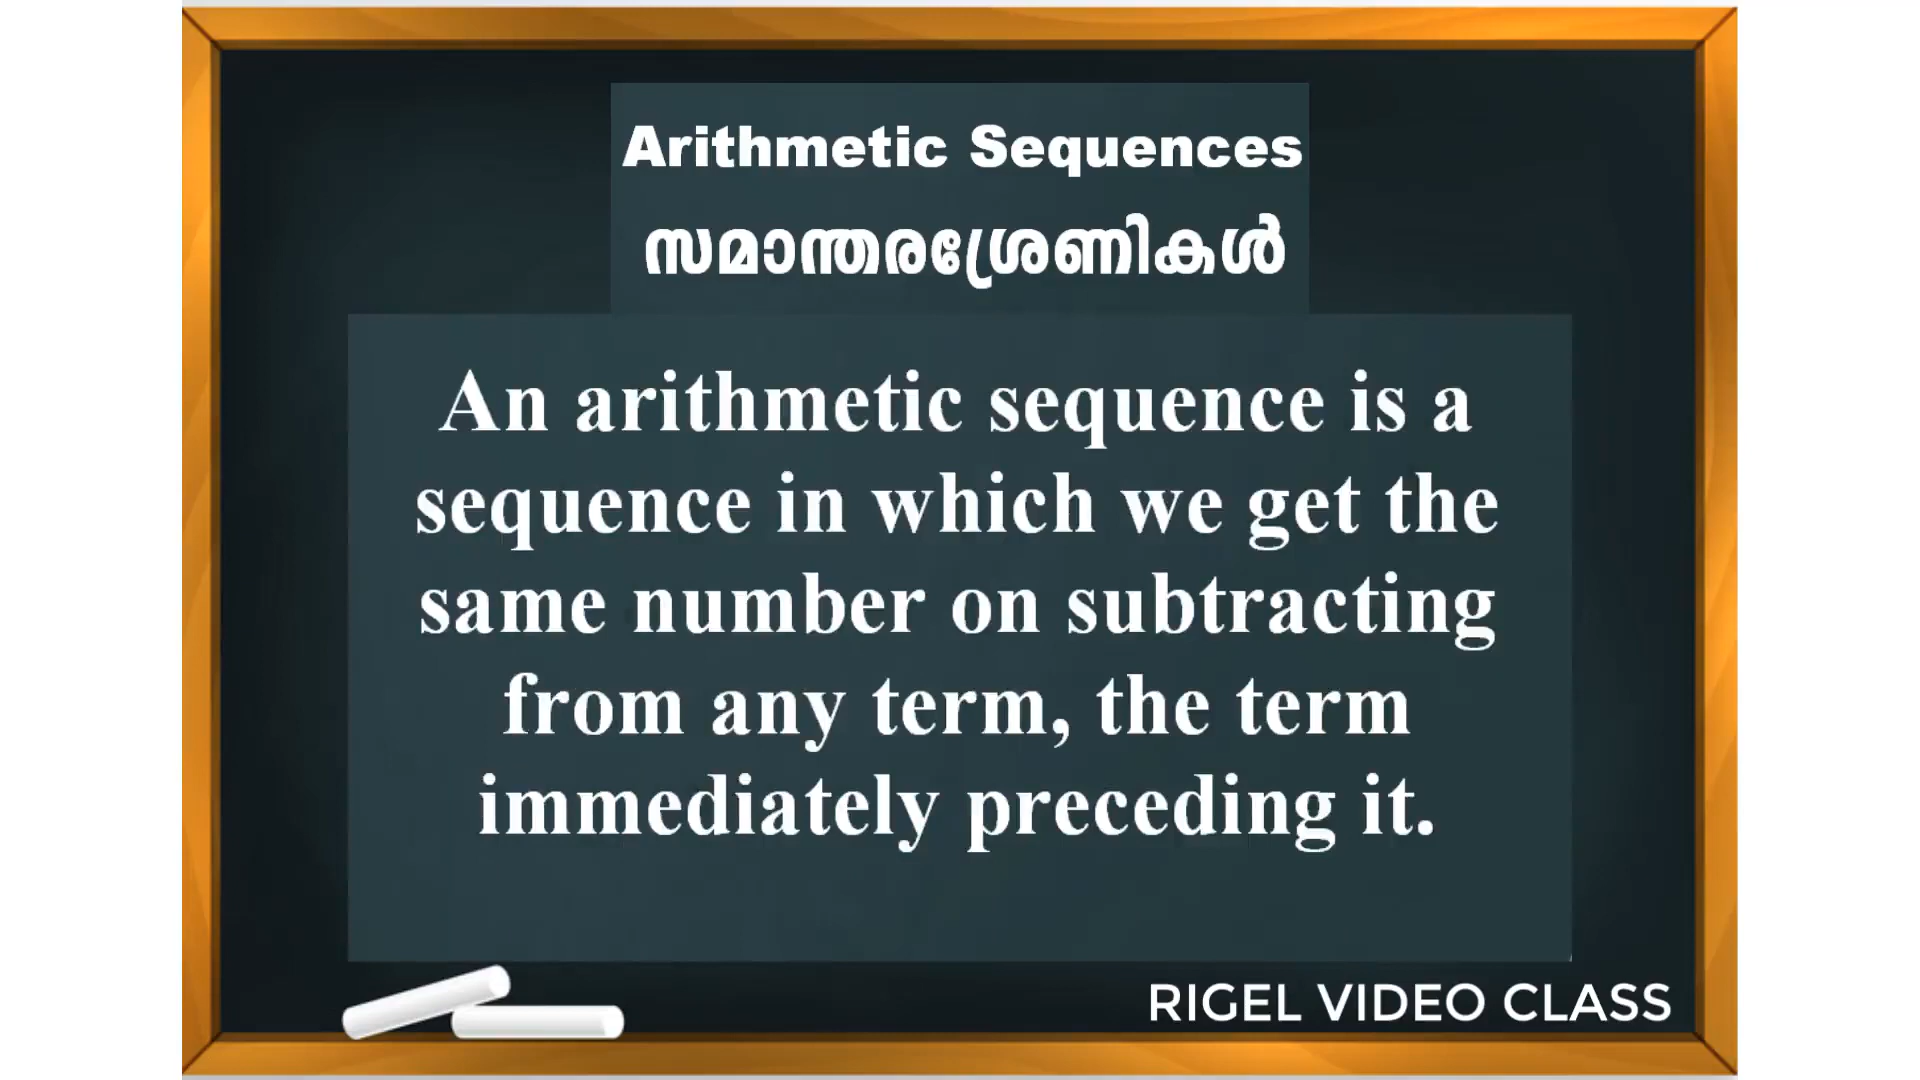 Arithmetic Sequences
സമാന്തരശ്രേണികൾ
An arithmetic sequence is a
sequence in which we get the
same number on subtracting
from any term, the term
immediately preceding it.
RIGEL VIDEO CLASS